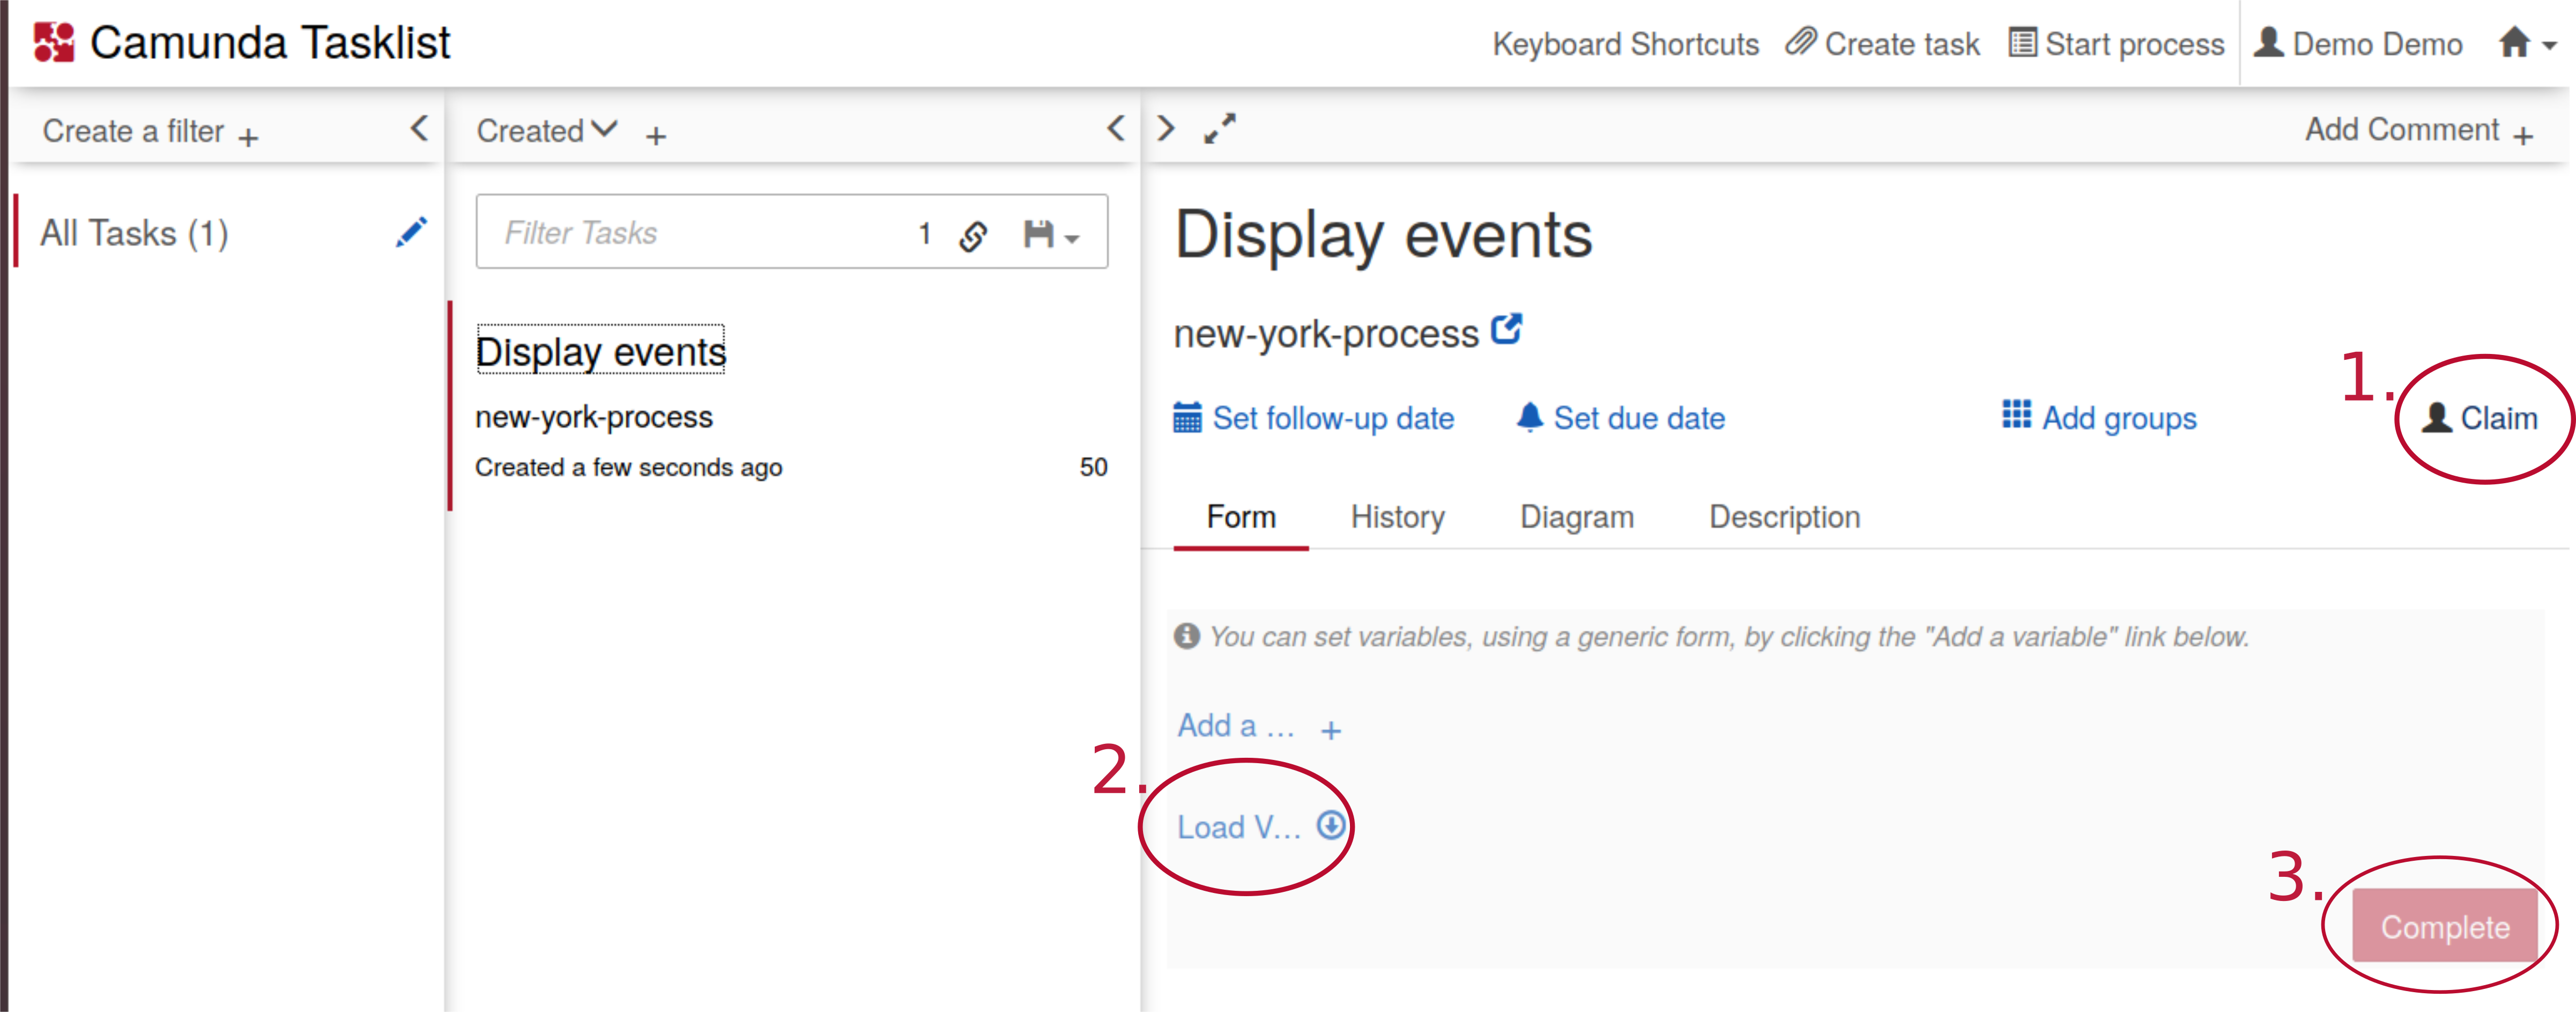 Camunda Tasklist
Keyboard Shortcuts Create task Start process Demo Demo
Create a filter +
Created +
Add Comment +
All Tasks (1)
Filter Tasks 1
Display events
new-york-process
Created a few seconds ago 50
Display events
new-york-process
Set follow-up date Set due date Add groups 1. Claim
Form History Diagram Description
You can set variables, using a generic form, by clicking the "Add a variable" link below.
Add a ... +
2. Load V...
3. Complete